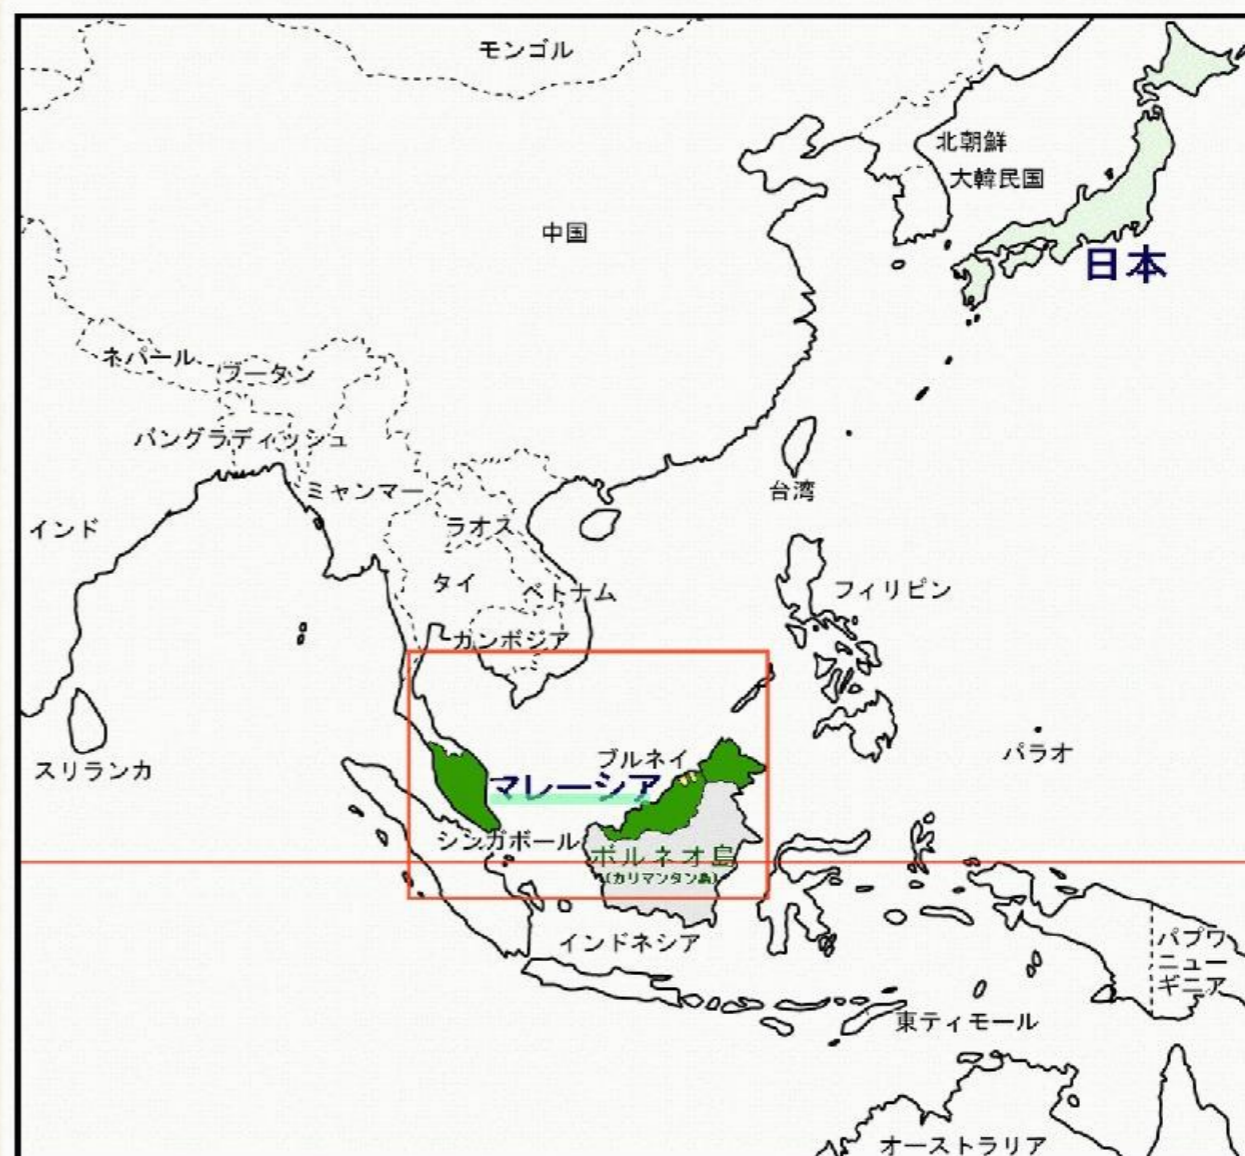 モンゴル
北朝鮮
大韓民国
中国
日本
ネパール
ブータン
バングラディッシュ
ミャンマー
台湾
インド
ラオス
タイ
ベトナム
フィリピン
カンボジア
パラオ
スリランカ
ブルネイ
マレーシア
シンガポール
ボルネオ島
(カリマンタン島)
インドネシア
パプワ
ニュー
ギニア
東ティモール
オーストラリア